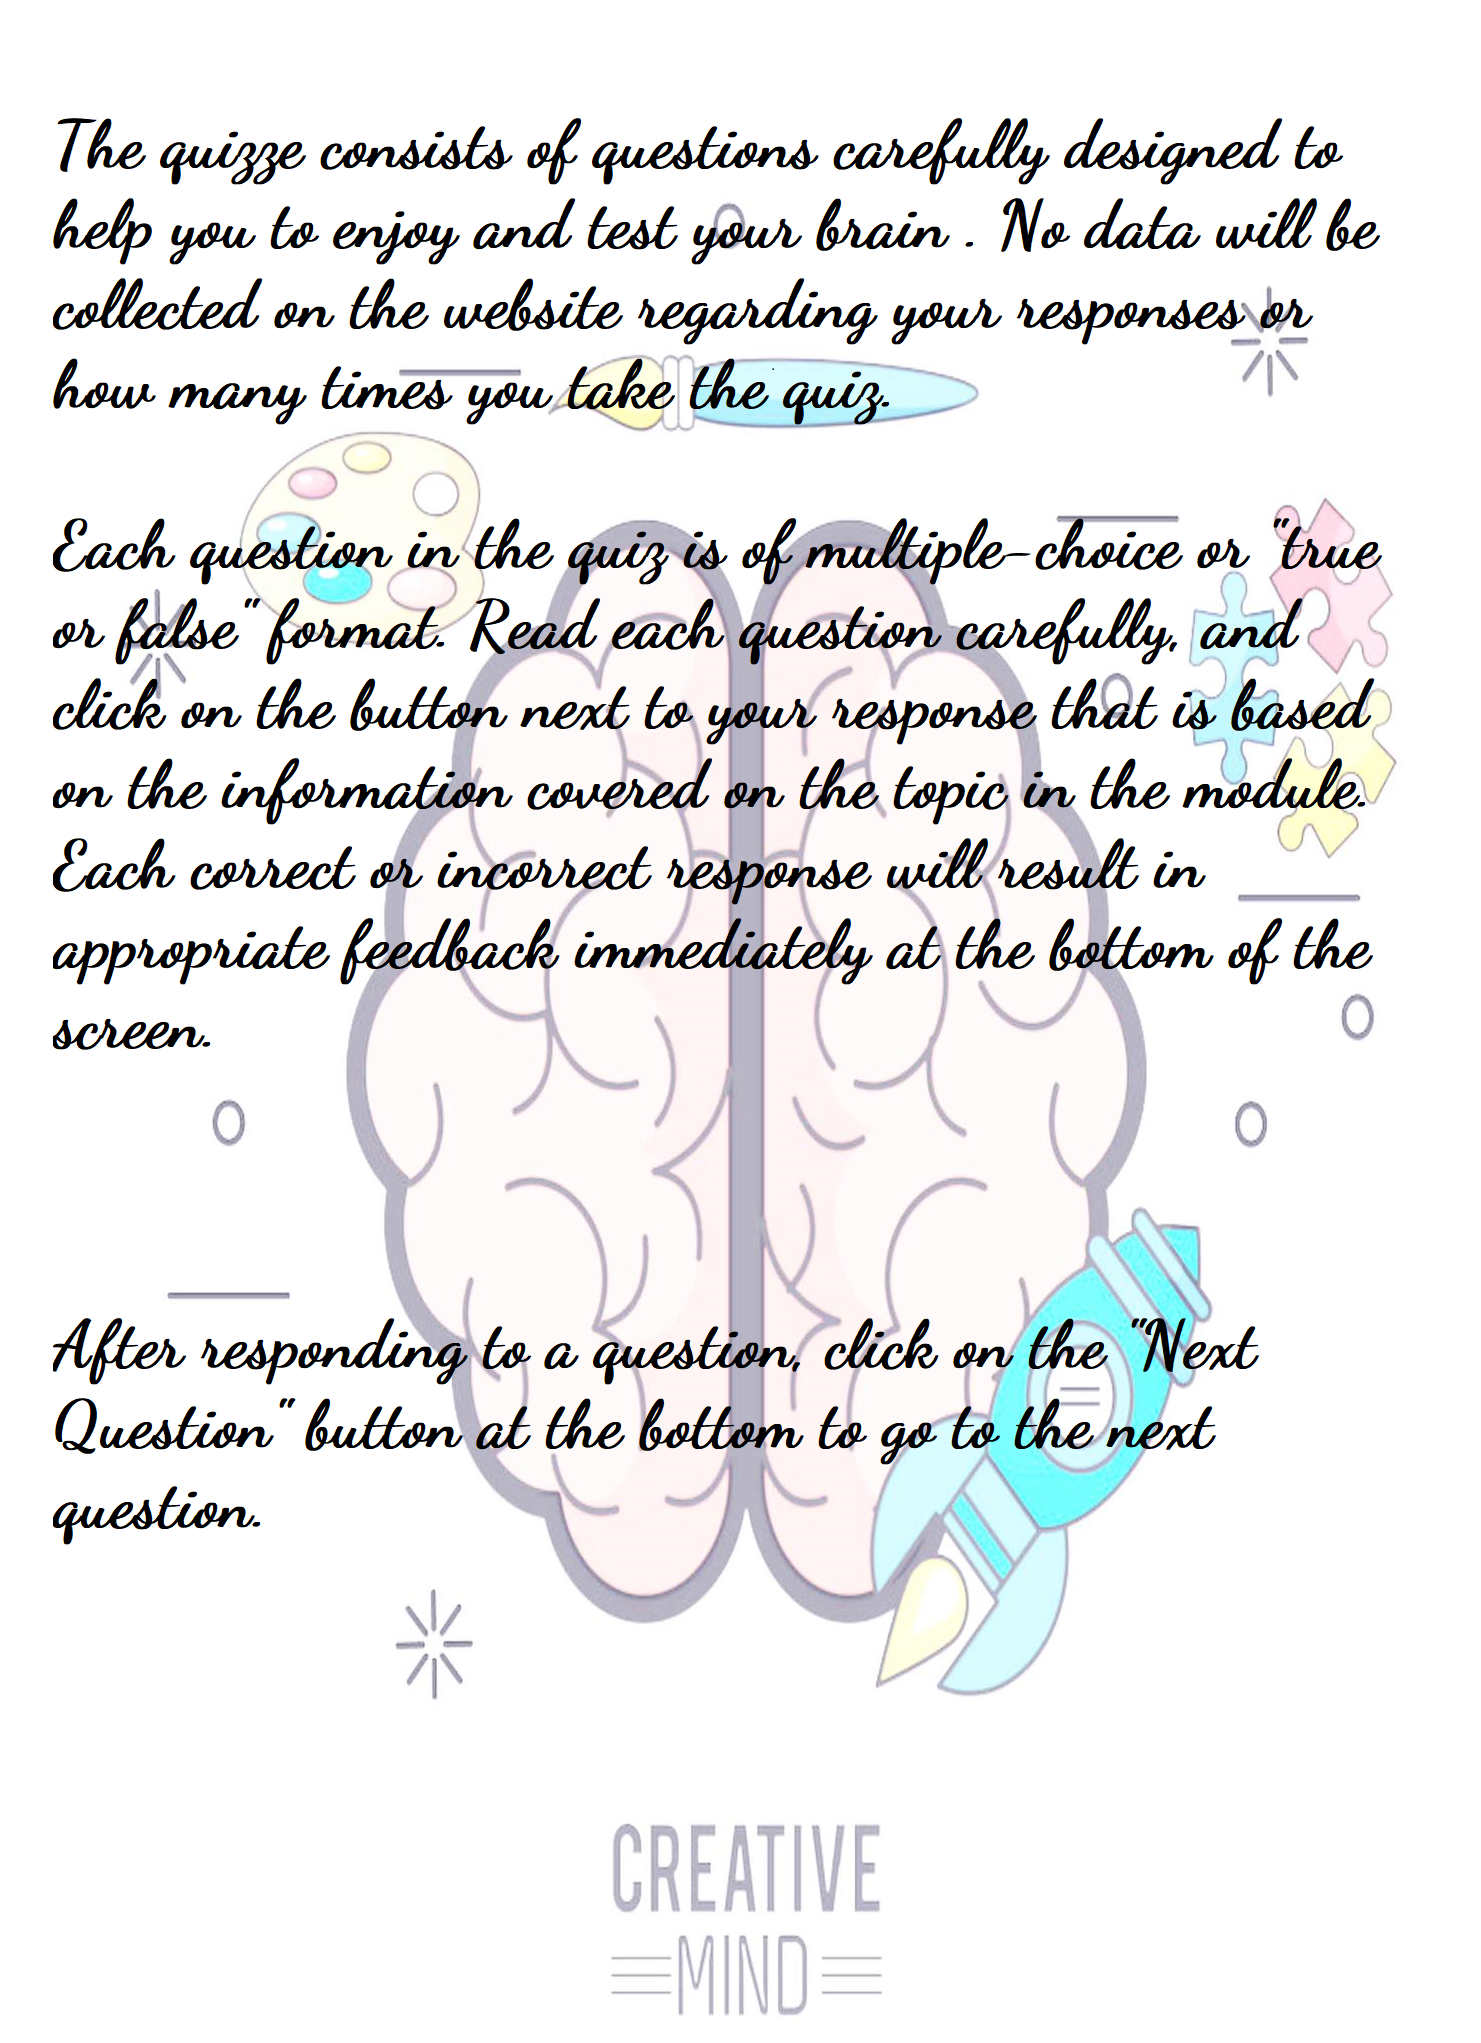 The quizze consists of questions carefully designed to
help you to enjoy and test your brain . No data will be
collected on the website regarding your responses or
how many times you take the quiz.
Each question in the quiz is of multiple-choice or "true
or false" format. Read each question carefully, and
click on the button next to your response that is based
on the information covered on the topic in the module.
Each correct or incorrect response will result in
appropriate feedback immediately at the bottom of the
screen.
After responding to a question, click on the "Next
Question" button at the bottom to go to the next
question.
CREATIVE
MIND